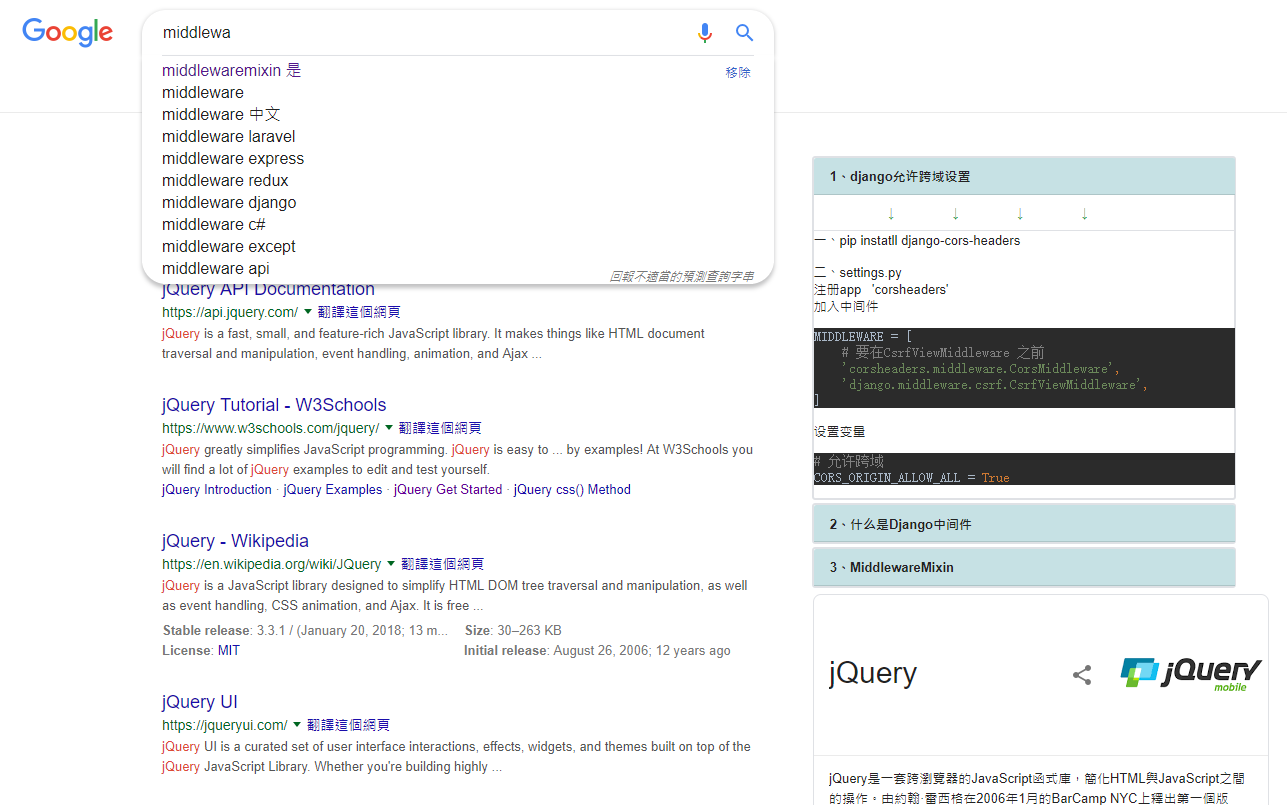 Google
middlewa
middlewaremixin 是
移除
middleware
middleware 中文
middleware laravel
middleware express
middleware redux
middleware django
middleware c#
middleware except
middleware api
回報不適當的預測查詢字串
jQuery API Documentation
https://api.jquery.com/ ▼ 翻譯這個網頁
jQuery is a fast, small, and feature-rich JavaScript library. It makes things like HTML document
traversal and manipulation, event handling, animation, and Ajax ...
jQuery Tutorial - W3Schools
https://www.w3schools.com/jquery/ ▼ 翻譯這個網頁
jQuery greatly simplifies JavaScript programming. jQuery is easy to ... by examples! At W3Schools you
will find a lot of jQuery examples to edit and test yourself.
jQuery Introduction · jQuery Examples · jQuery Get Started · jQuery css() Method
jQuery - Wikipedia
https://en.wikipedia.org/wiki/JQuery ▼ 翻譯這個網頁
jQuery is a JavaScript library designed to simplify HTML DOM tree traversal and manipulation, as well
as event handling, CSS animation, and Ajax. It is free ...
Stable release: 3.3.1 / (January 20, 2018; 13 m... Size: 30–263 KB
License: MIT Initial release: August 26, 2006; 12 years ago
jQuery UI
https://jqueryui.com/ ▼ 翻譯這個網頁
jQuery UI is a curated set of user interface interactions, effects, widgets, and themes built on top of the
jQuery JavaScript Library. Whether you're building highly ...
1、django允许跨域设置
↓ ↓ ↓ ↓
一、pip instatll django-cors-headers
二、settings.py
注册app 'corsheaders'
加入中间件
MIDDLEWARE = [
# 要在CsrfViewMiddleware 之前
'corsheaders.middleware.CorsMiddleware',
'django.middleware.csrf.CsrfViewMiddleware',
]
设置变量
# 允许跨域
CORS_ORIGIN_ALLOW_ALL = True
2、什么是Django中间件
3、MiddlewareMixin
jQuery
jQuery
mobile
jQuery是一套跨瀏覽器的JavaScript函式庫，簡化HTML與JavaScript之間
的操作。由約翰·雷西格在2006年1月的BarCamp NYC上釋出第一個版